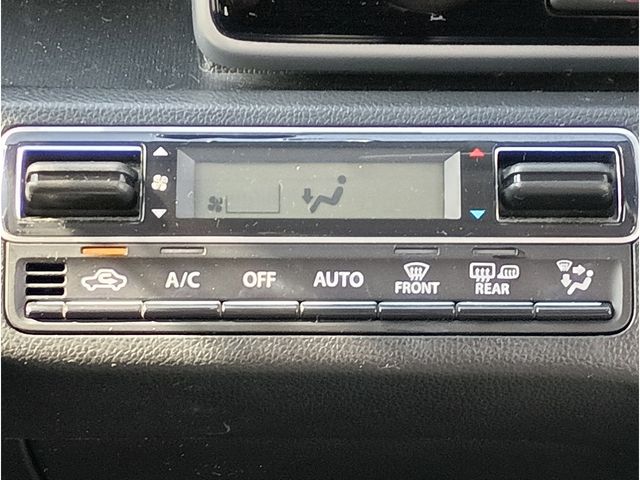 A/C OFF AUTO FRONT REAR